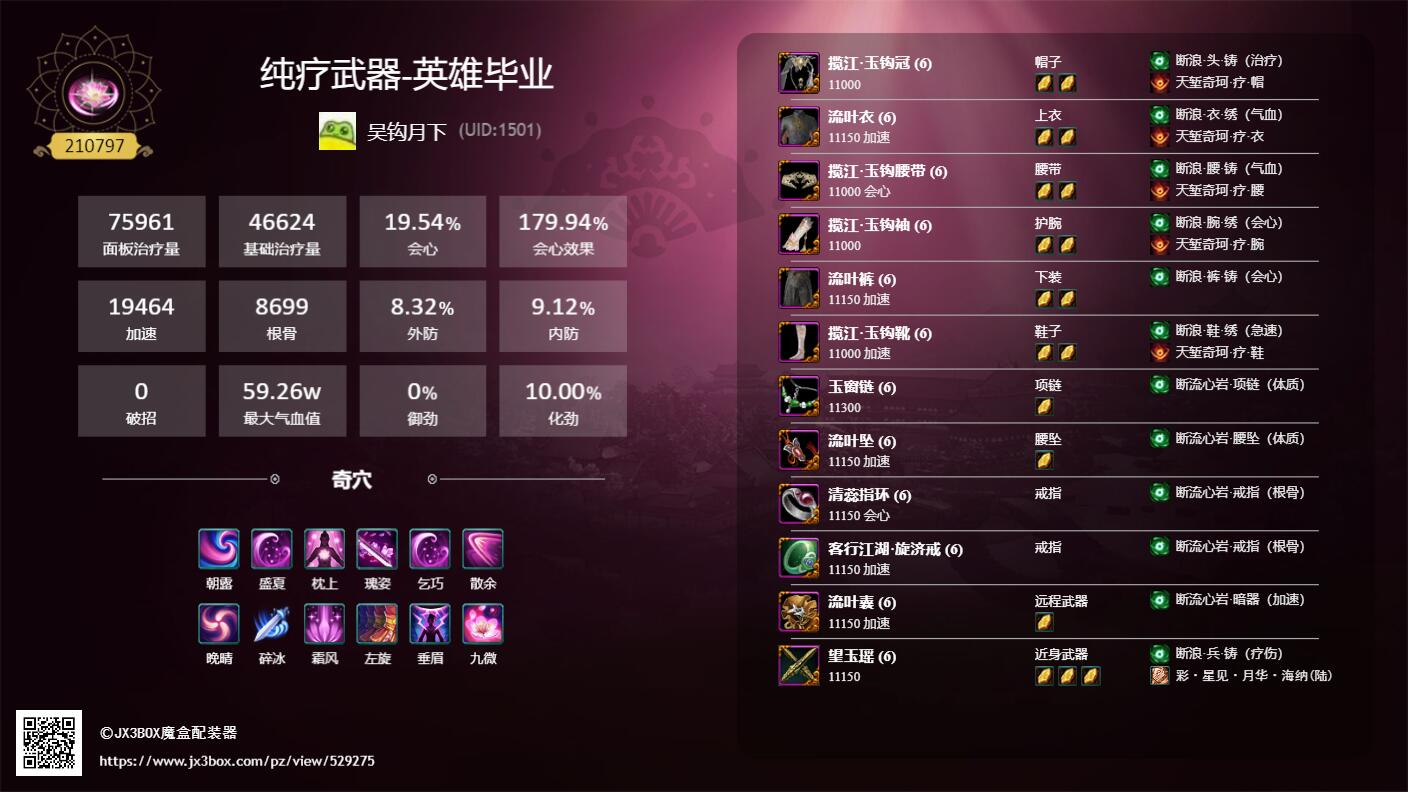 纯疗武器-英雄毕业
210797
吴钩月下 (UID:1501)
75961 46624 19.54% 179.94%
面板治疗量 基础治疗量 会心 会心效果
19464 8699 8.32% 9.12%
加速 根骨 外防 内防
0 59.26w 0% 10.00%
破招 最大气血值 御劲 化劲
奇穴
朝露 盛夏 枕上 瑰姿 乞巧 散余
晚晴 碎冰 霜风 左旋 垂眉 九微
©JX3BOX魔盒配装器
https://www.jx3box.com/pz/view/529275
揽江·玉钩冠 (6) 帽子 断浪·头·铸（治疗）
11000 天堑奇珂·疗·帽
流叶衣 (6) 上衣 断浪·衣·绣（气血）
11150 加速 天堑奇珂·疗·衣
揽江·玉钩腰带 (6) 腰带 断浪·腰·铸（气血）
11000 会心 天堑奇珂·疗·腰
揽江·玉钩袖 (6) 护腕 断浪·腕·绣（会心）
11000 天堑奇珂·疗·腕
流叶裤 (6) 下装 断浪·裤·铸（会心）
11150 加速
揽江·玉钩靴 (6) 鞋子 断浪·鞋·绣（急速）
11000 加速 天堑奇珂·疗·鞋
玉窗链 (6) 项链 断流心岩·项链（体质）
11300
流叶坠 (6) 腰坠 断流心岩·腰坠（体质）
11150 加速
清蕊指环 (6) 戒指 断流心岩·戒指（根骨）
11150 会心
客行江湖·旋济戒 (6) 戒指 断流心岩·戒指（根骨）
11150 加速
流叶囊 (6) 远程武器 断流心岩·暗器（加速）
11150 加速
望玉瑶 (6) 近身武器 断浪·兵·铸（疗伤）
11150 彩·星见·月华·海纳(陆)